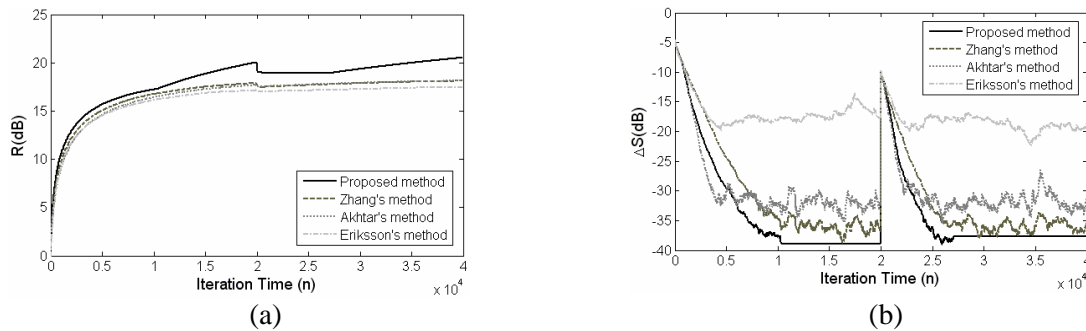 25
20
15
10
5
0
R(dB)
Proposed method
Zhang's method
Akhtar's method
Eriksson's method
0 0.5 1 1.5 2 2.5 3 3.5 4
Iteration Time (n)
x 10^4
(a)
0
-5
-10
-15
-20
-25
-30
-35
-40
ΔS(dB)
Proposed method
Zhang's method
Akhtar's method
Eriksson's method
0 0.5 1 1.5 2 2.5 3 3.5 4
Iteration Time (n)
x 10^4
(b)